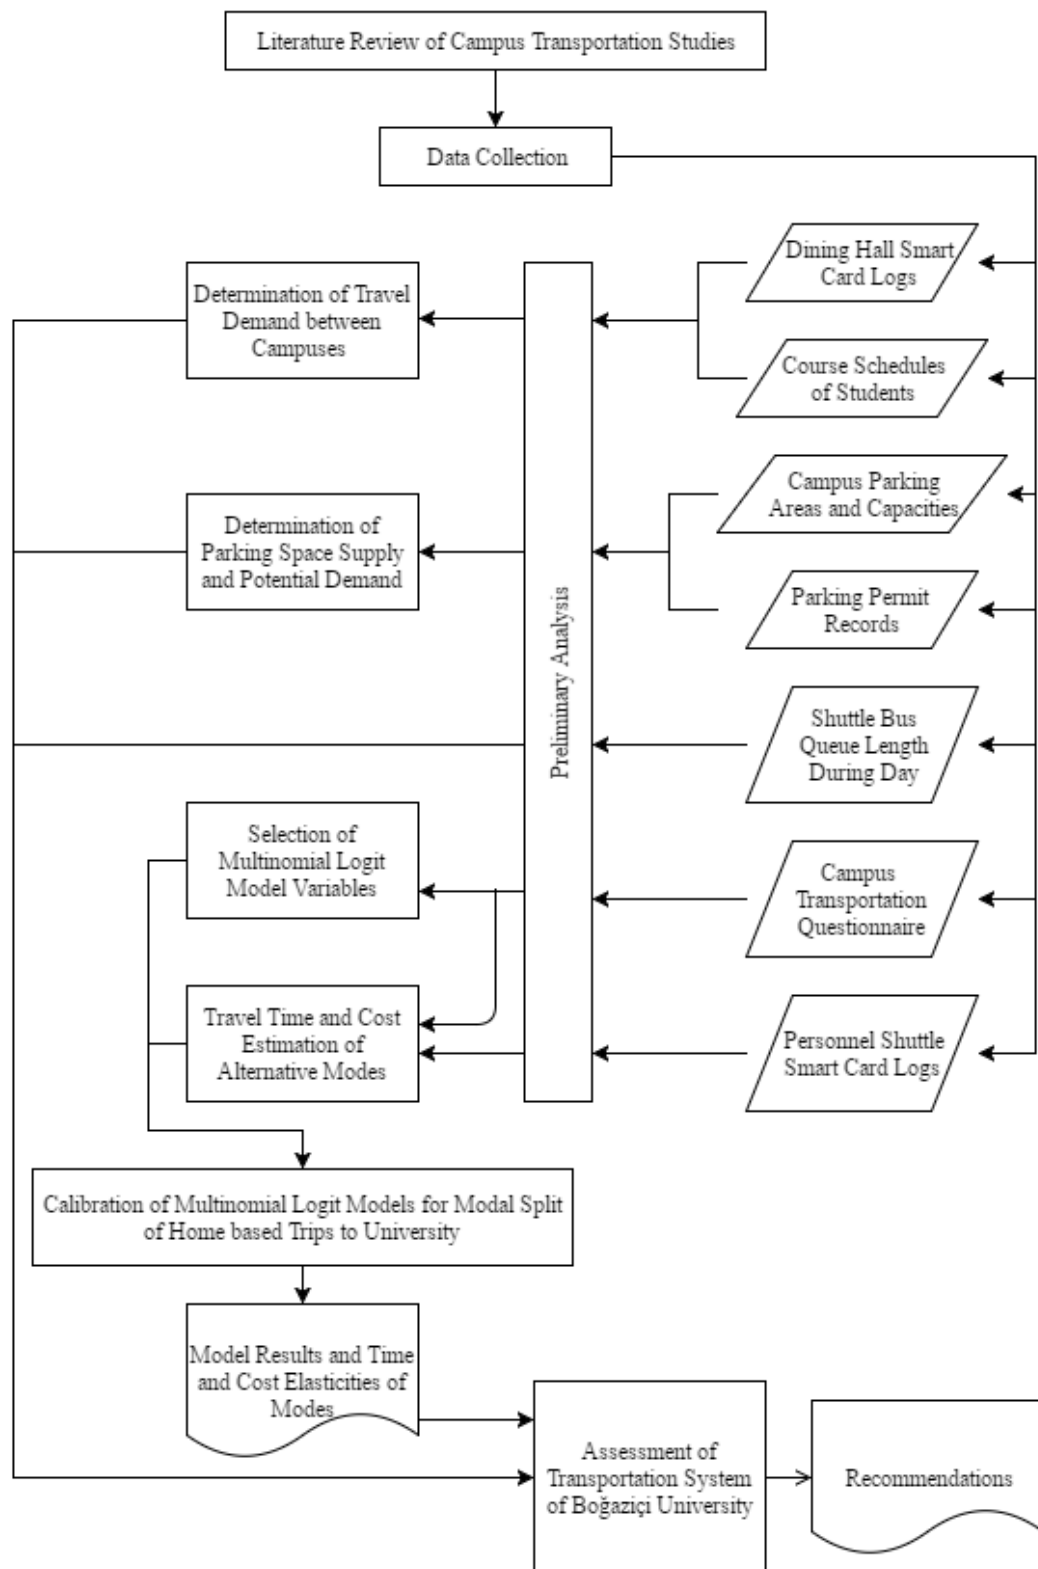 Literature Review of Campus Transportation Studies
Data Collection
Dining Hall Smart
Card Logs
Determination of Travel
Demand between
Campuses
Course Schedules
of Students
Campus Parking
Areas and Capacities
Determination of
Parking Space Supply
and Potential Demand
Preliminary Analysis
Parking Permit
Records
Shuttle Bus
Queue Length
During Day
Selection of
Multinomial Logit
Model Variables
Campus
Transportation
Questionnaire
Travel Time and Cost
Estimation of
Alternative Modes
Personnel Shuttle
Smart Card Logs
Calibration of Multinomial Logit Models for Modal Split
of Home based Trips to University
Model Results and Time
and Cost Elasticities of
Modes
Assessment of
Transportation System
of Boğaziçi University
Recommendations